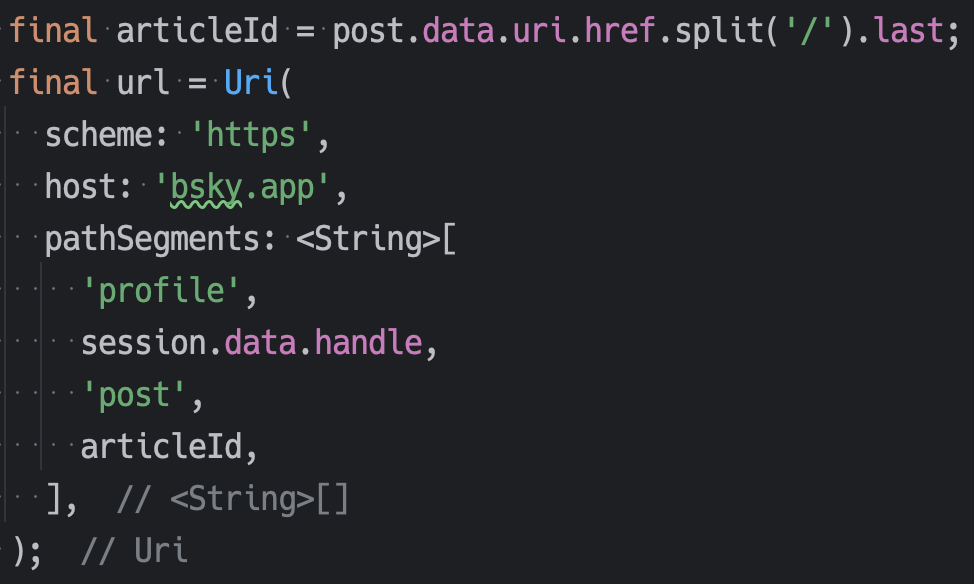 final articleId = post.data.uri.href.split('/').last;
final url = Uri(
scheme: 'https',
host: 'bsky.app',
pathSegments: <String>[
'profile',
session.data.handle,
'post',
articleId,
], // <String>[]
); // Uri